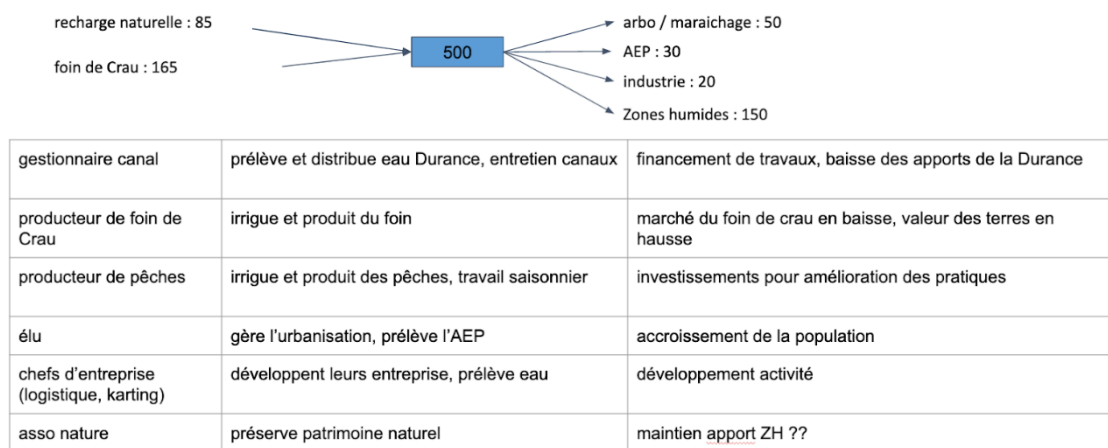 recharge naturelle : 85
foin de Crau : 165
500
arbo / maraichage : 50
AEP : 30
industrie : 20
Zones humides : 150
gestionnaire canal
prélève et distribue eau Durance, entretien canaux
financement de travaux, baisse des apports de la Durance
producteur de foin de
Crau
irrigue et produit du foin
marché du foin de crau en baisse, valeur des terres en
hausse
producteur de pêches
irrigue et produit des pêches, travail saisonnier
investissements pour amélioration des pratiques
élu
gère l'urbanisation, prélève l'AEP
accroissement de la population
chefs d'entreprise
(logistique, karting)
développent leurs entreprise, prélève eau
développement activité
asso nature
préserve patrimoine naturel
maintien apport ZH ??